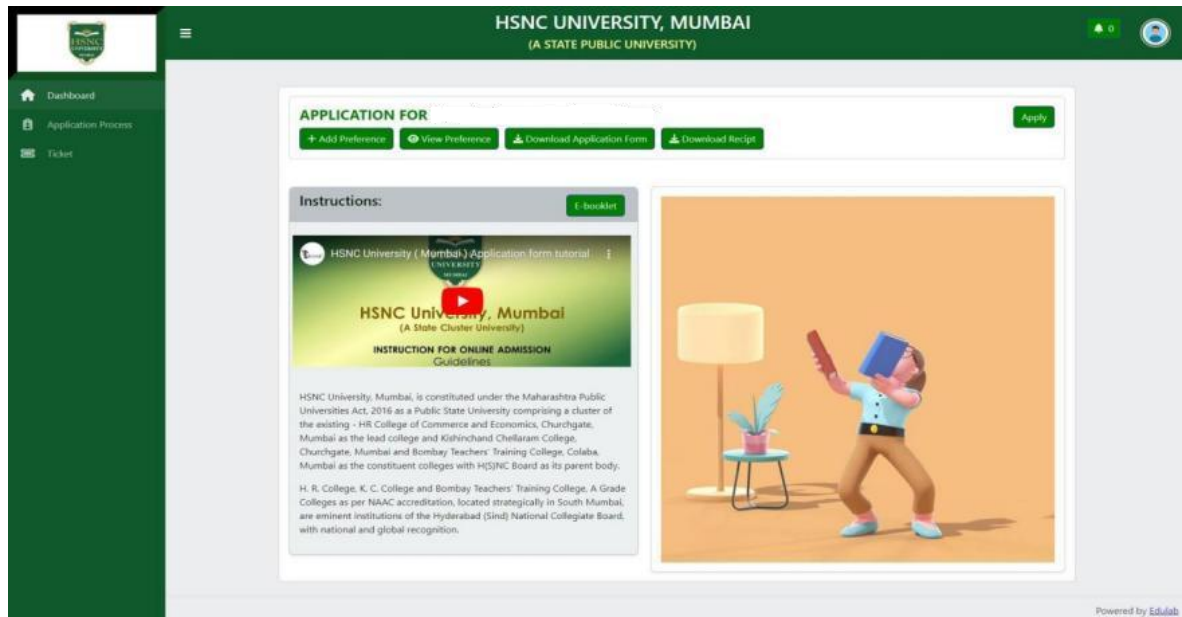 HSNC
UNIVERSITY
MUMBAI
HSNC UNIVERSITY, MUMBAI
(A STATE PUBLIC UNIVERSITY)
0
Dashboard
Application Process
Ticket
APPLICATION FOR
Apply
+ Add Preference
View Preference
Download Application Form
Download Recipt
Instructions:
E-booklet
HSNC University ( Mumbai ) Application form tutorial
UNIVERSITY
MUMBAI
HSNC University, Mumbai
(A State Cluster University)
INSTRUCTION FOR ONLINE ADMISSION
Guidelines
HSNC University, Mumbai, is constituted under the Maharashtra Public
Universities Act, 2016 as a Public State University comprising a cluster of
the existing - HR College of Commerce and Economics, Churchgate,
Mumbai as the lead college and Kishinchand Chellaram College,
Churchgate, Mumbai and Bombay Teachers' Training College, Colaba,
Mumbai as the constituent colleges with H(S)NC Board as its parent body.
H. R. College, K. C. College and Bombay Teachers' Training College, A Grade
Colleges as per NAAC accreditation, located strategically in South Mumbai,
are eminent institutions of the Hyderabad (Sind) National Collegiate Board,
with national and global recognition.
Powered by Edulab